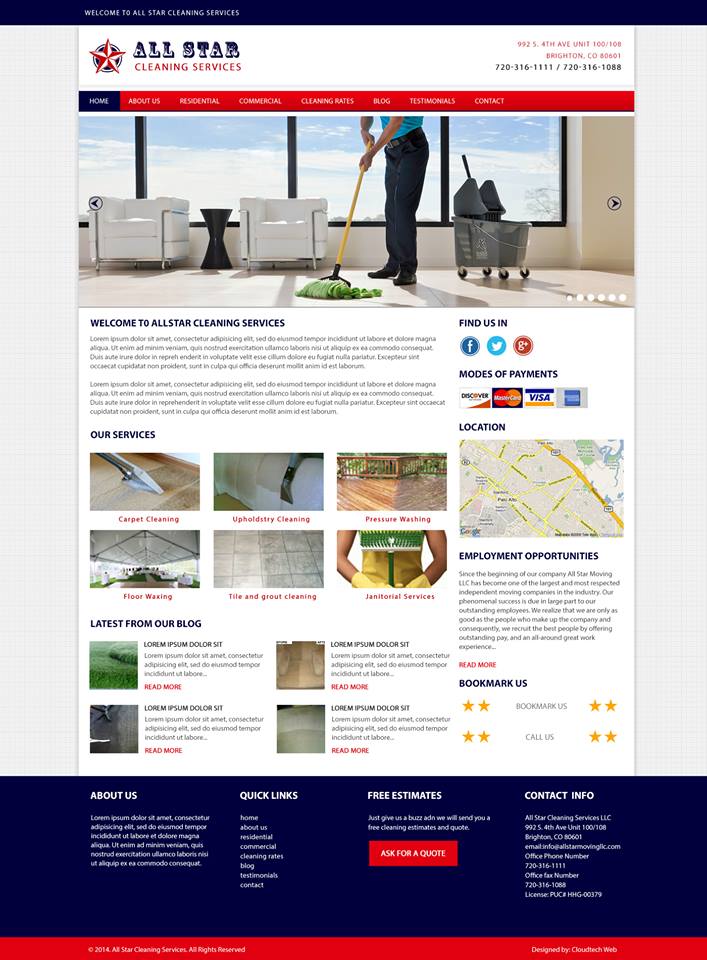 WELCOME T0 ALL STAR CLEANING SERVICES
ALL STAR
CLEANING SERVICES
992 S. 4TH AVE UNIT 100/108
BRIGHTON, CO 80601
720-316-1111 / 720-316-1088
HOME ABOUT US RESIDENTIAL COMMERCIAL CLEANING RATES BLOG TESTIMONIALS CONTACT
WELCOME T0 ALLSTAR CLEANING SERVICES
Lorem ipsum dolor sit amet, consectetur adipisicing elit, sed do eiusmod tempor incididunt ut labore et dolore magna
aliqua. Ut enim ad minim veniam, quis nostrud exercitation ullamco laboris nisi ut aliquip ex ea commodo consequat.
Duis aute irure dolor in repreh enderit in voluptate velit esse cillum dolore eu fugiat nulla pariatur. Excepteur sint
occaecat cupidatat non proident, sunt in culpa qui officia deserunt mollit anim id est laborum.
Lorem ipsum dolor sit amet, consectetur adipisicing elit, sed do eiusmod tempor incididunt ut labore et dolore magna
aliqua. Ut enim ad minim veniam, quis nostrud exercitation ullamco laboris nisi ut aliquip ex ea commodo consequat.
Duis aute irure dolor in reprehenderit in voluptate velit esse cillum dolore eu fugiat nulla pariatur. Excepteur sint occaecat
cupidatat non proident, sunt in culpa qui officia deserunt mollit anim id est laborum.
OUR SERVICES
Carpet Cleaning
Upholdstry Cleaning
Pressure Washing
Floor Waxing
Tile and grout cleaning
Janitorial Services
LATEST FROM OUR BLOG
LOREM IPSUM DOLOR SIT
Lorem ipsum dolor sit amet, consectetur
adipisicing elit, sed do eiusmod tempor
incididunt ut labore...
READ MORE
LOREM IPSUM DOLOR SIT
Lorem ipsum dolor sit amet, consectetur
adipisicing elit, sed do eiusmod tempor
incididunt ut labore...
READ MORE
LOREM IPSUM DOLOR SIT
Lorem ipsum dolor sit amet, consectetur
adipisicing elit, sed do eiusmod tempor
incididunt ut labore...
READ MORE
LOREM IPSUM DOLOR SIT
Lorem ipsum dolor sit amet, consectetur
adipisicing elit, sed do eiusmod tempor
incididunt ut labore...
READ MORE
FIND US IN
MODES OF PAYMENTS
DISCOVER MasterCard VISA
LOCATION
Palo Alto
Stanford
Google
EMPLOYMENT OPPORTUNITIES
Since the beginning of our company All Star Moving
LLC has become one of the largest and most respected
independent moving companies in the industry. Our
phenomenal success is due in large part to our
outstanding employees. We realize that we are only as
good as the people who make up the company and
consequently, we recruit the best people by offering
outstanding pay, and an all-around great work
experience...
READ MORE
BOOKMARK US
BOOKMARK US
CALL US
ABOUT US
Lorem ipsum dolor sit amet, consectetur
adipisicing elit, sed do eiusmod tempor
incididunt ut labore et dolore magna
aliqua. Ut enim ad minim veniam, quis
nostrud exercitation ullamco laboris nisi
ut aliquip ex ea commodo consequat.
QUICK LINKS
home
about us
residential
commercial
cleaning rates
blog
testimonials
contact
FREE ESTIMATES
Just give us a buzz adn we will send you a
free cleaning estimates and quote.
ASK FOR A QUOTE
CONTACT INFO
All Star Cleaning Services LLC
992 S. 4th Ave Unit 100/108
Brighton, CO 80601
email:info@allstarmovingllc.com
Office Phone Number
720-316-1111
Office fax Number
720-316-1088
License: PUC# HHG-00379
© 2014. All Star Cleaning Services. All Rights Reserved
Designed by: Cloudtech Web